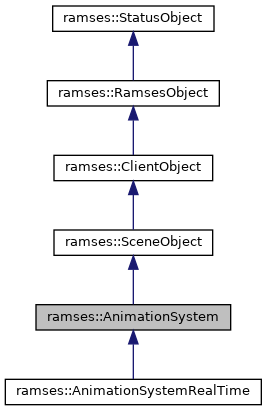 ramses::StatusObject
ramses::RamsesObject
ramses::ClientObject
ramses::SceneObject
ramses::AnimationSystem
ramses::AnimationSystemRealTime